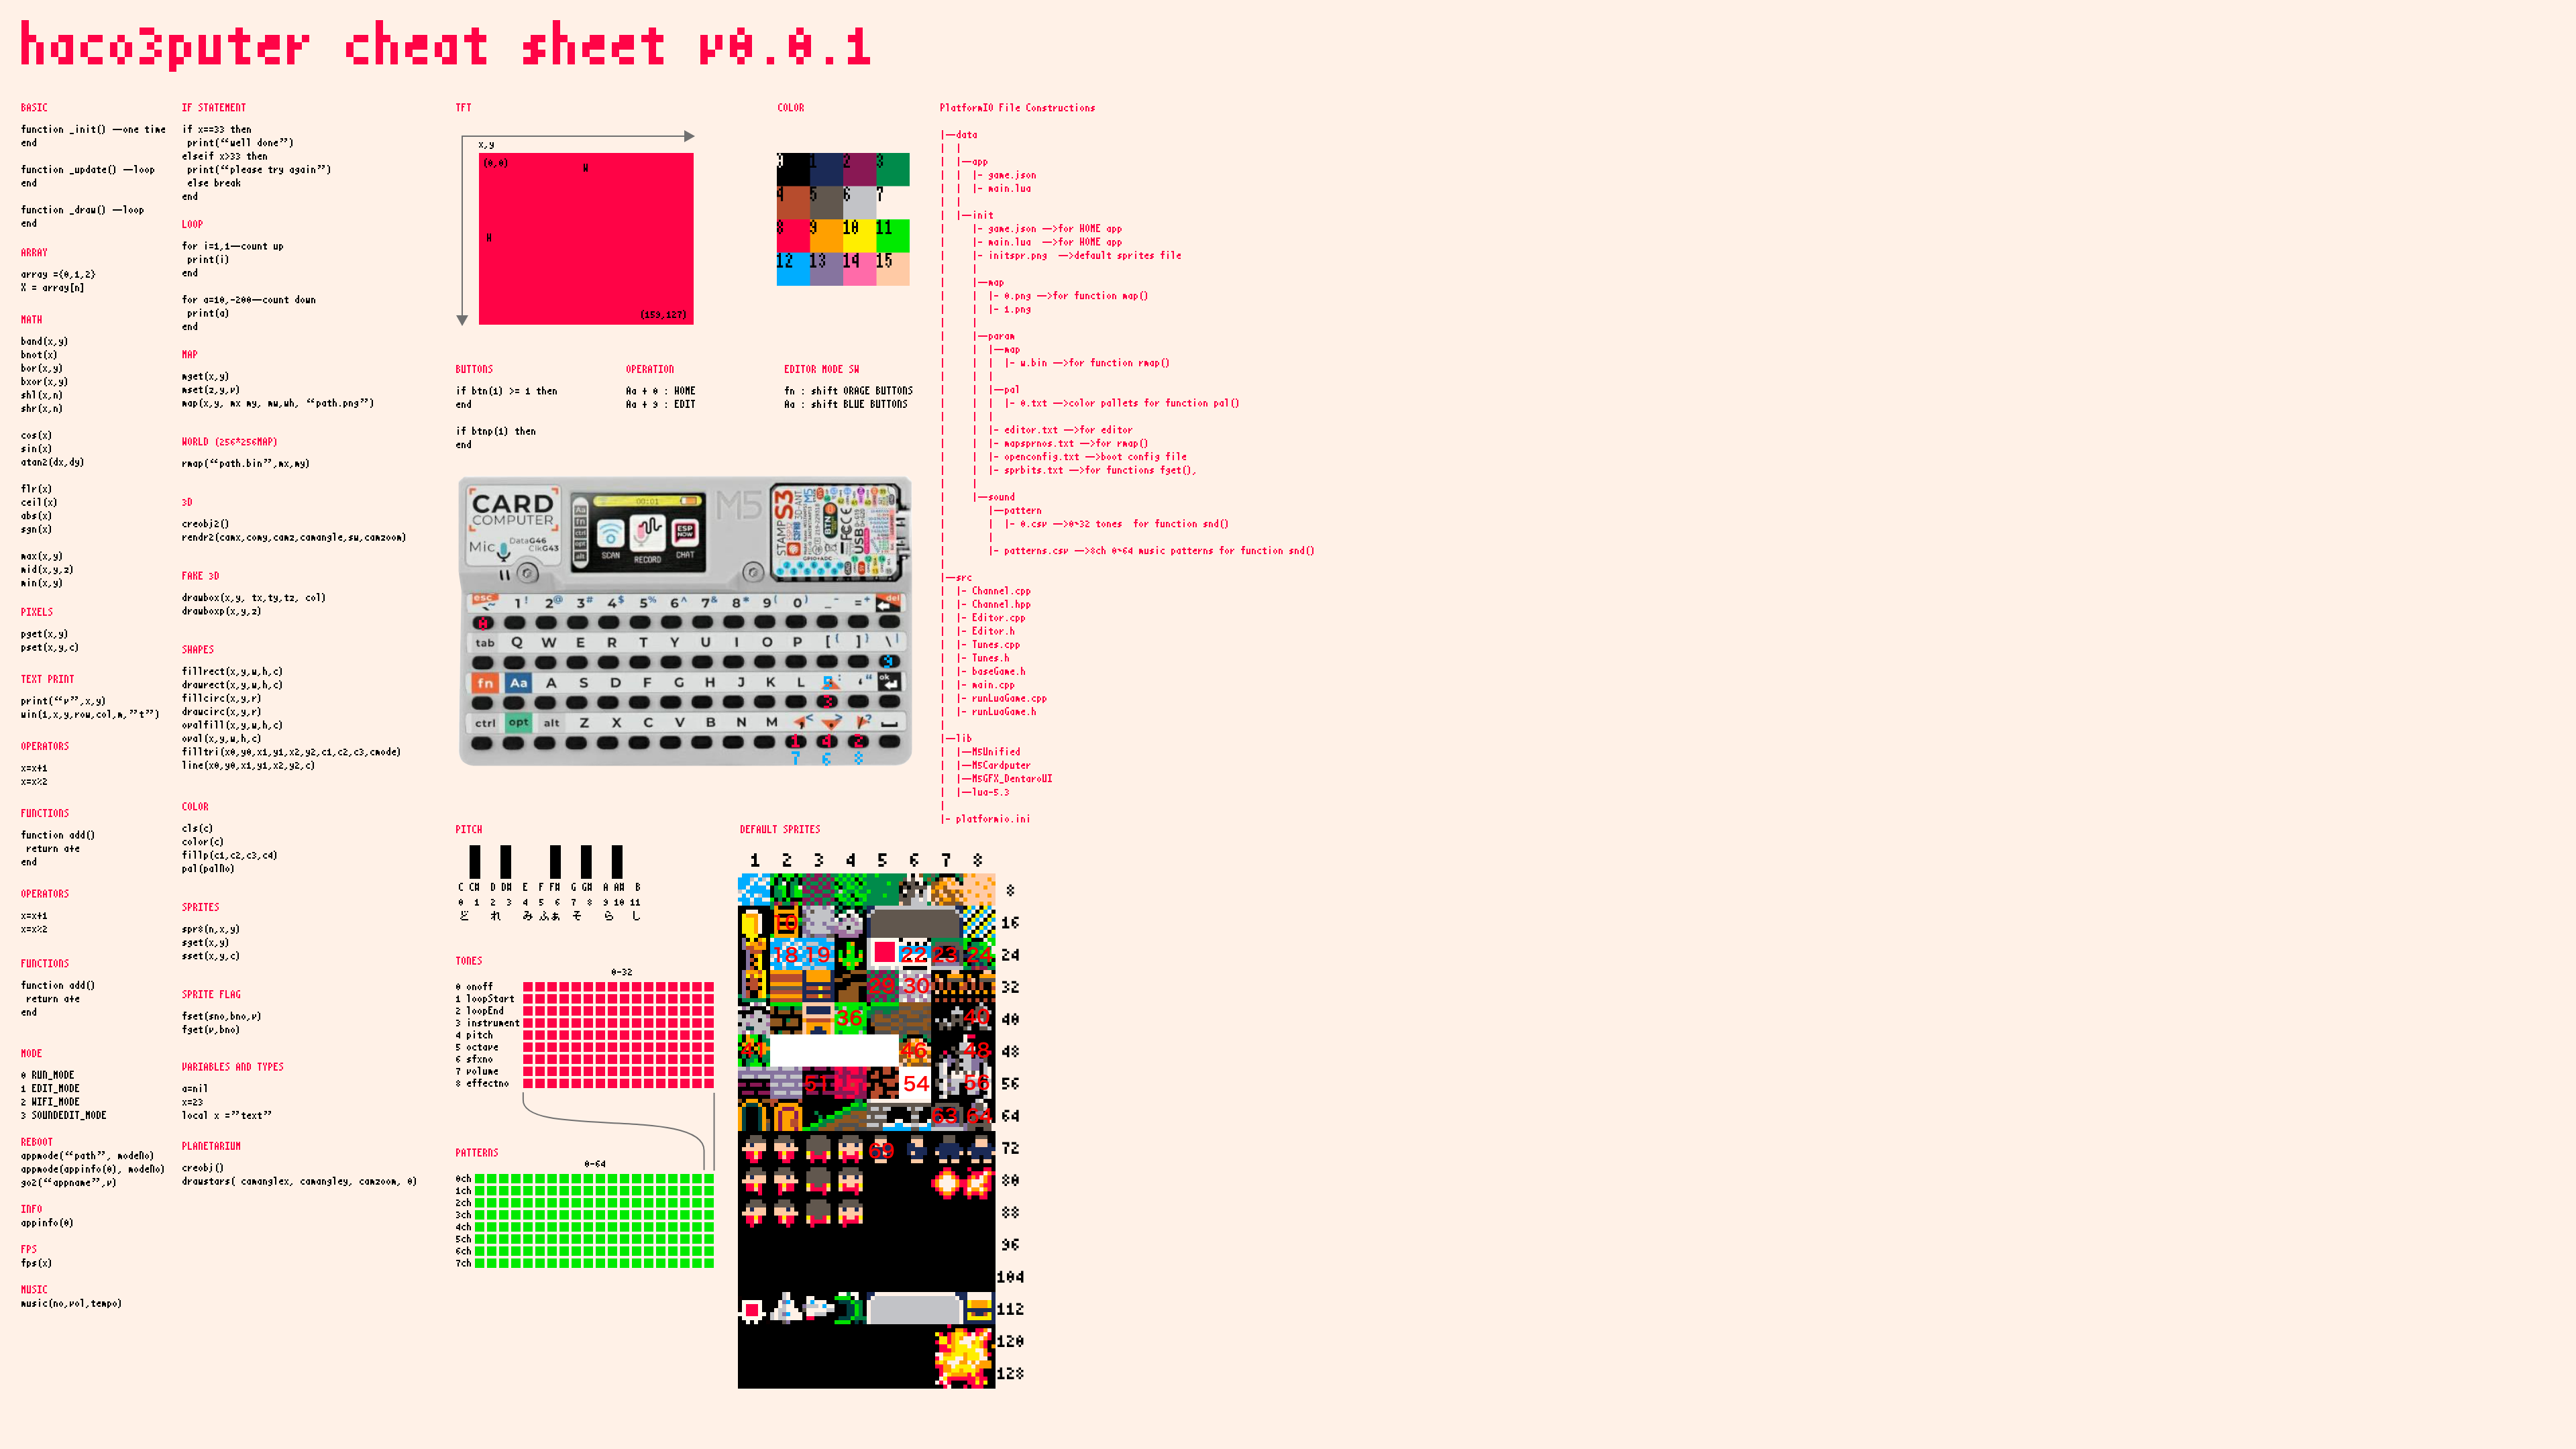 haco3puter cheat sheet v0.0.1
BASIC
function _init() --one time
end
function _update() --loop
end
function _draw() --loop
end
ARRAY
array ={0,1,2}
X = array[n]
MATH
band(x,y)
bnot(x)
bor(x,y)
bxor(x,y)
shl(x,n)
shr(x,n)
cos(x)
sin(x)
atan2(dx,dy)
flr(x)
ceil(x)
abs(x)
sgn(x)
max(x,y)
mid(x,y,z)
min(x,y)
PIXELS
pget(x,y)
pset(x,y,c)
TEXT PRINT
print(“v”,x,y)
win(i,x,y,row,col,m,”t”)
OPERATORS
x=x+1
x=x%2
FUNCTIONS
function add()
return a+e
end
OPERATORS
x=x+1
x=x%2
FUNCTIONS
function add()
return a+e
end
MODE
0 RUN_MODE
1 EDIT_MODE
2 WIFI_MODE
3 SOUNDEDIT_MODE
REBOOT
appmode(“path”, modeNo)
appmode(appinfo(0), modeNo)
go2(“appname”,v)
INFO
appinfo(0)
FPS
fps(x)
MUSIC
music(no,vol,tempo)
IF STATEMENT
if x==33 then
print(“well done”)
elseif x>33 then
print(“please try again”)
else break
end
LOOP
for i=1,1--count up
print(i)
end
for a=10,-200--count down
print(a)
end
MAP
mget(x,y)
mset(z,y,v)
map(x,y, mx my, mw,wh, “path.png”)
WORLD (256*256MAP)
rmap(“path.bin”,mx,my)
3D
creobj2()
rendr2(camx,comy,camz,camangle,sw,camzoom)
FAKE 3D
drawbox(x,y, tx,ty,tz, col)
drawboxp(x,y,z)
SHAPES
fillrect(x,y,w,h,c)
drawrect(x,y,w,h,c)
fillcirc(x,y,r)
drawcirc(x,y,r)
ovalfill(x,y,w,h,c)
oval(x,y,w,h,c)
filltri(x0,y0,x1,y1,x2,y2,c1,c2,c3,cmode)
line(x0,y0,x1,y1,x2,y2,c)
COLOR
cls(c)
color(c)
fillp(c1,c2,c3,c4)
pal(palNo)
SPRITES
spr8(n,x,y)
sget(x,y)
sset(x,y,c)
SPRITE FLAG
fset(sno,bno,v)
fget(v,bno)
VARIABLES AND TYPES
a=nil
x=23
local x =”text”
PLANETARIUM
creobj()
drawstars( camanglex, camangley, camzoom, 0)
TFT
x,y
(0,0)
W
H
(159,127)
COLOR
0 1 2 3
4 5 6 7
8 9 10 11
12 13 14 15
BUTTONS
if btn(1) >= 1 then
end
if btnp(1) then
end
OPERATION
Aa + 0 : HOME
Aa + 9 : EDIT
EDITOR MODE SW
fn : shift ORAGE BUTTONS
Aa : shift BLUE BUTTONS
CARD
COMPUTER
Mic
DataG46
ClkG43
Aa
fn
ctrl
opt
alt
00:01
SCAN
RECORD
ESP NOW
CHAT
M5
STAMP S3
BTN
FCC
USB
esc ~ 1 ! 2 @ 3 # 4 $ 5 % 6 ^ 7 & 8 * 9 ( 0 ) _ - = + del
0
tab Q W E R T Y U I O P [ { ] } \ |
9
fn Aa A S D F G H J K L 5 : ‘ “ ok
3
ctrl opt alt Z X C V B N M < > ?
1 4 2
7 6 8
PITCH
C C# D D# E F F# G G# A A# B
0 1 2 3 4 5 6 7 8 9 10 11
ど れ み ふぁ そ ら し
TONES
0-32
0 onoff
1 loopStart
2 loopEnd
3 instrument
4 pitch
5 octave
6 sfxno
7 volume
8 effectno
PATTERNS
0-64
0ch
1ch
2ch
3ch
4ch
5ch
6ch
7ch
DEFAULT SPRITES
1 2 3 4 5 6 7 8
8
10 16
18 19 22 23 24 24
29 30 32
36 40 40
41 46 48 48
51 54 56 56
63 64 64
69 72
80
88
96
104
112
120
128
PlatformIO File Constructions
|--data
| |
| |--app
| | |- game.json
| | |- main.lua
| |
| |--init
| |- game.json -->for HOME app
| |- main.lua -->for HOME app
| |- initspr.png -->default sprites file
| |
| |--map
| | |- 0.png -->for function map()
| | |- 1.png
| |
| |--param
| | |--map
| | | |- w.bin -->for function rmap()
| | |
| | |--pal
| | | |- 0.txt -->color pallets for function pal()
| | |
| | |- editor.txt -->for editor
| | |- mapsprnos.txt -->for rmap()
| | |- openconfig.txt -->boot config file
| | |- sprbits.txt -->for functions fget(),
| |
| |--sound
| |--pattern
| | |- 0.csv -->0~32 tones for function snd()
| |
| |- patterns.csv -->8ch 0~64 music patterns for function snd()
|
|--src
| |- Channel.cpp
| |- Channel.hpp
| |- Editor.cpp
| |- Editor.h
| |- Tunes.cpp
| |- Tunes.h
| |- baseGame.h
| |- main.cpp
| |- runLuaGame.cpp
| |- runLuaGame.h
|
|--lib
| |--M5Unified
| |--M5Cardputer
| |--M5GFX_DentaroUI
| |--lua-5.3
|
|- platformio.ini